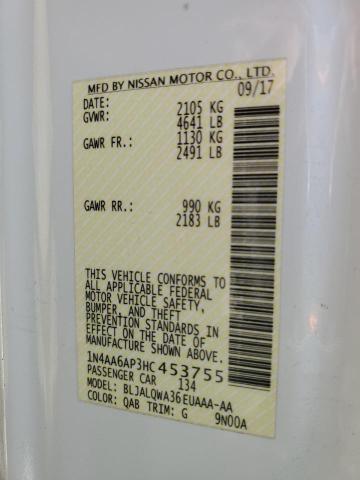 MFD BY NISSAN MOTOR CO., LTD.
DATE: 09/17
GVWR: 2105 KG
4641 LB
GAWR FR.: 1130 KG
2491 LB
GAWR RR.: 990 KG
2183 LB
THIS VEHICLE CONFORMS TO
ALL APPLICABLE FEDERAL
MOTOR VEHICLE SAFETY,
BUMPER, AND THEFT
PREVENTION STANDARDS IN
EFFECT ON THE DATE OF
MANUFACTURE SHOWN ABOVE.
1N4AA6AP3HC453755
PASSENGER CAR 134
MODEL: BLJALQWA36EUAAA-AA
COLOR: QAB TRIM: G 9N00A